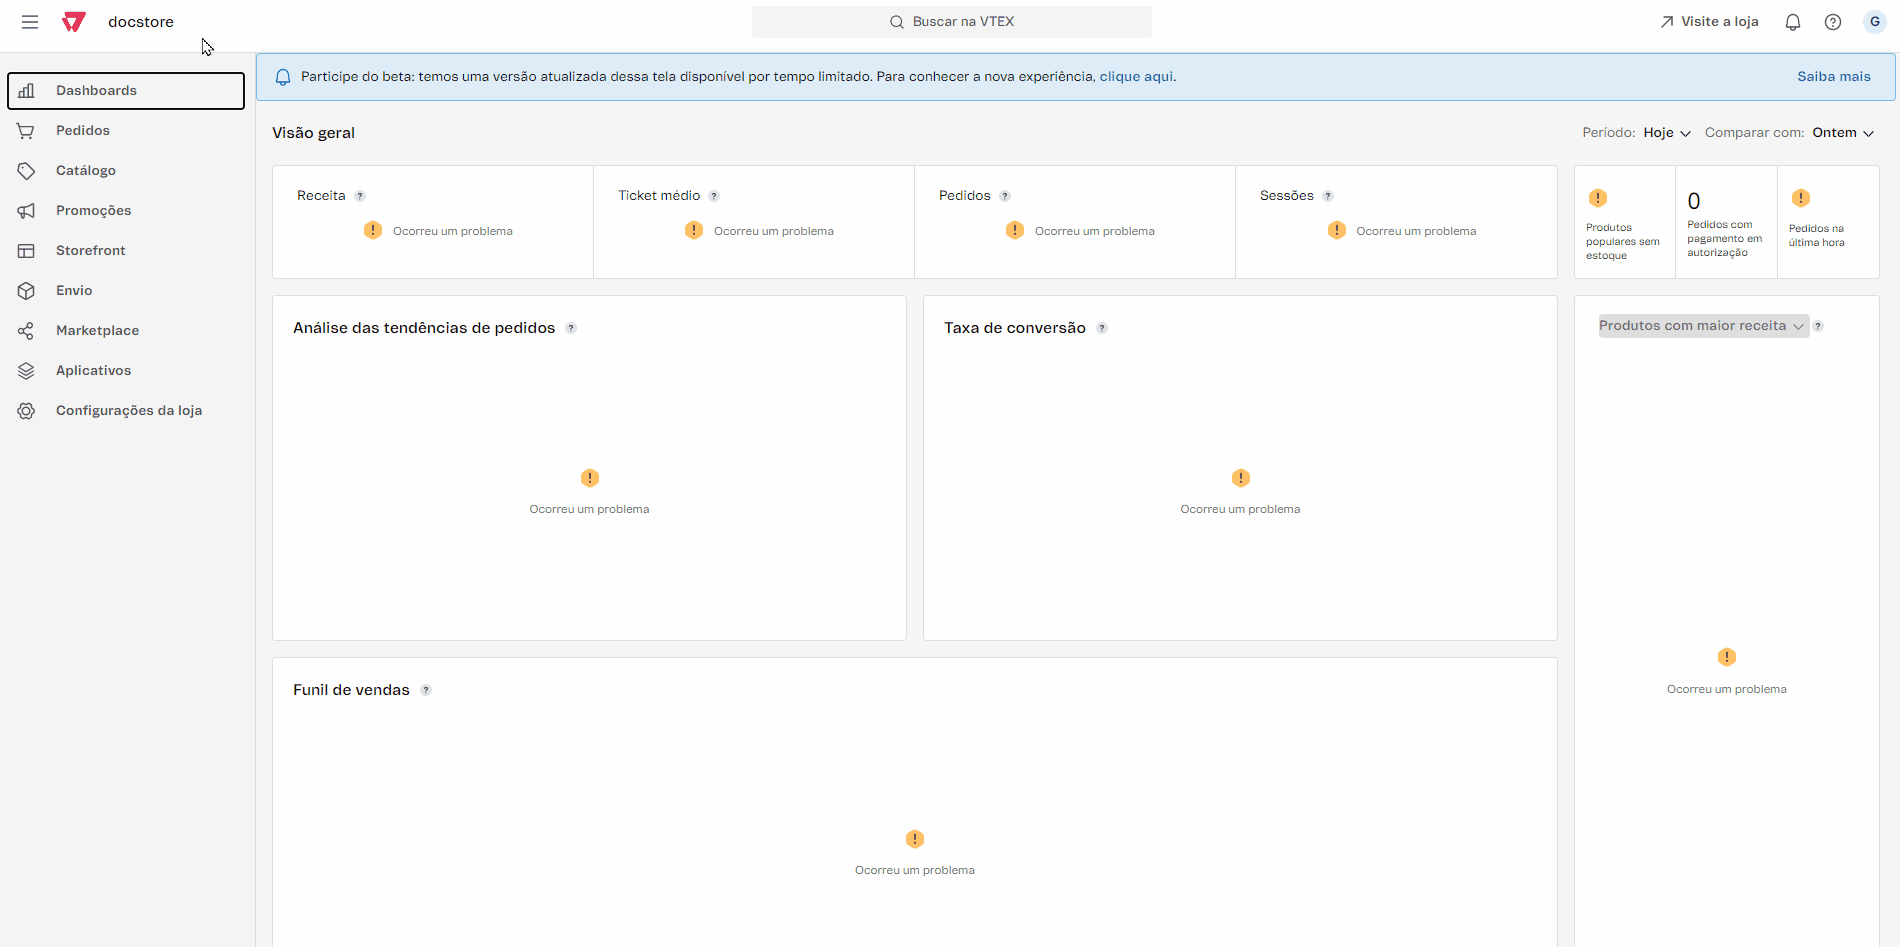 docstore
Buscar na VTEX
Visite a loja
G
Dashboards
Pedidos
Catálogo
Promoções
Storefront
Envio
Marketplace
Aplicativos
Configurações da loja
Participe do beta: temos uma versão atualizada dessa tela disponível por tempo limitado. Para conhecer a nova experiência, clique aqui.
Saiba mais
Visão geral
Período: Hoje
Comparar com: Ontem
Receita ?
! Ocorreu um problema
Ticket médio ?
! Ocorreu um problema
Pedidos ?
! Ocorreu um problema
Sessões ?
! Ocorreu um problema
!
Produtos
populares sem
estoque
0
Pedidos com
pagamento em
autorização
!
Pedidos na
última hora
Análise das tendências de pedidos ?
!
Ocorreu um problema
Taxa de conversão ?
!
Ocorreu um problema
Produtos com maior receita ?
!
Ocorreu um problema
Funil de vendas ?
!
Ocorreu um problema